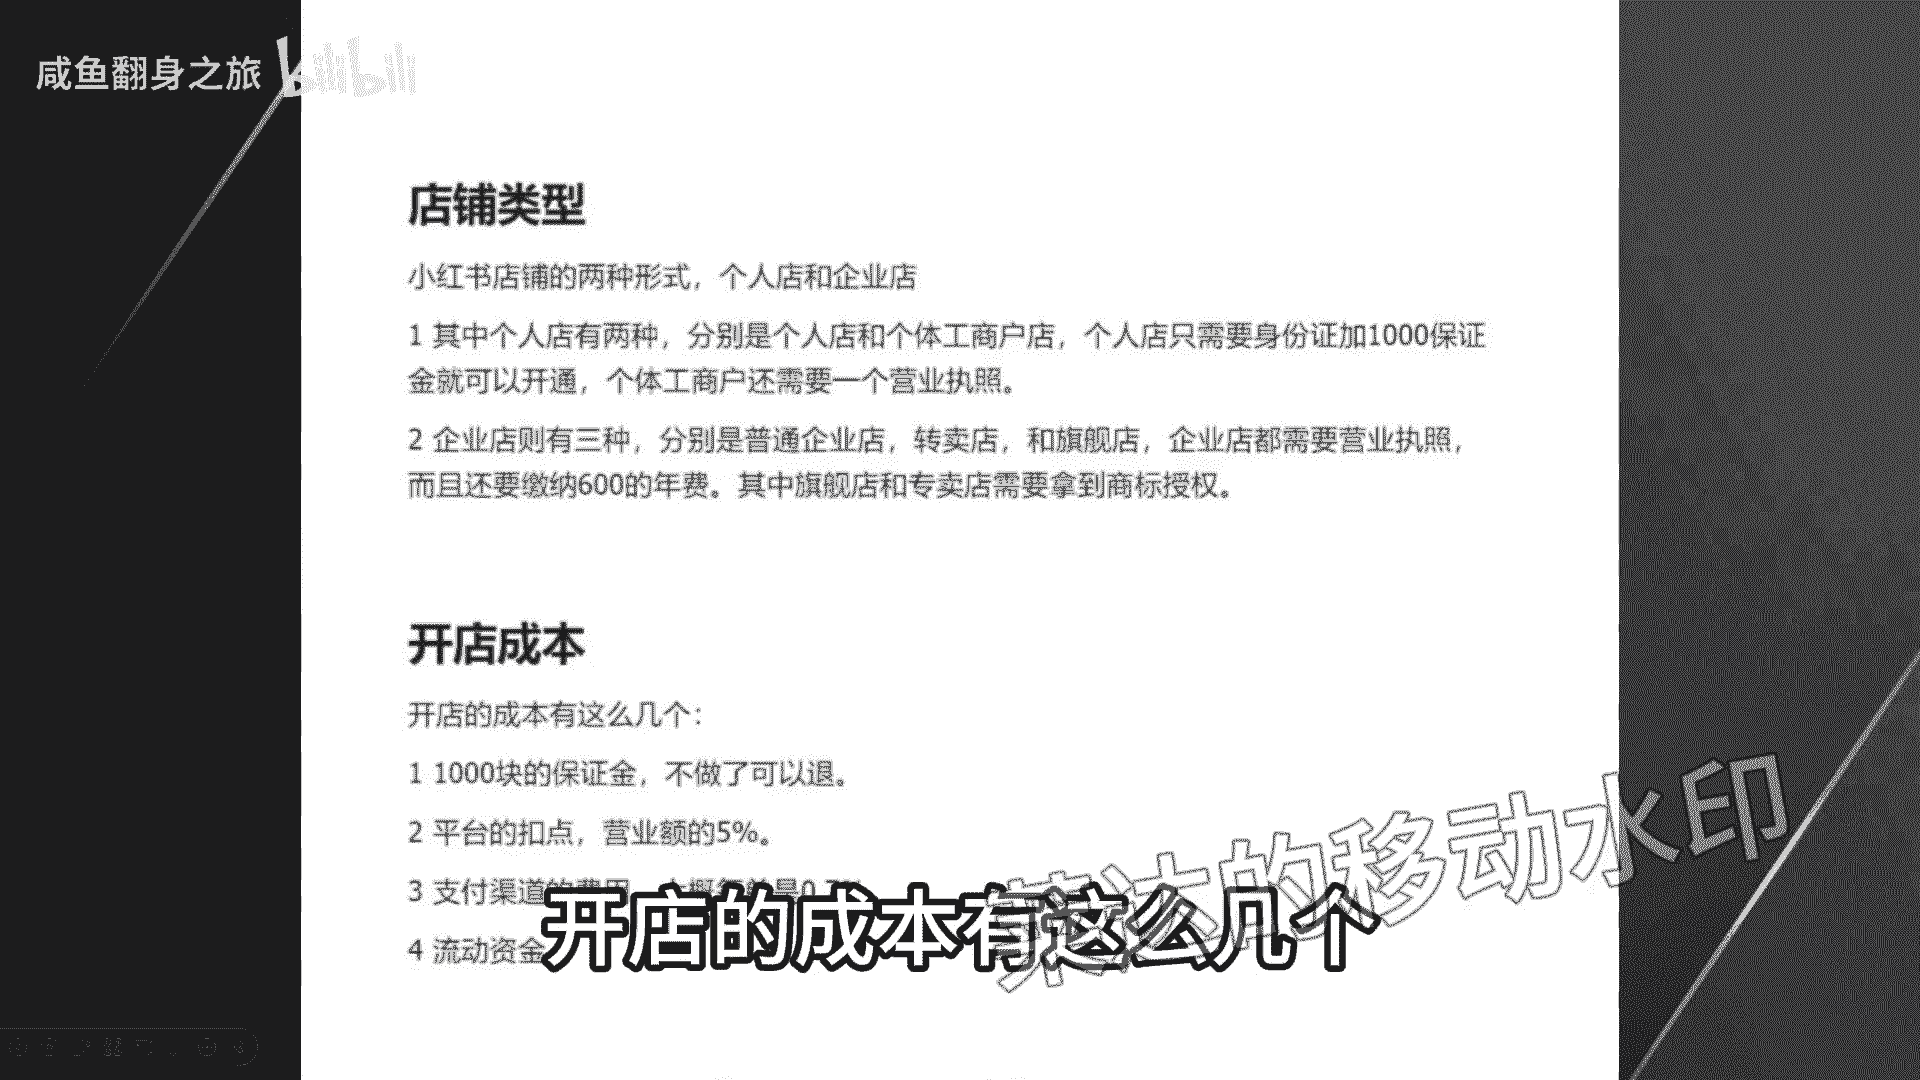 咸鱼翻身之旅 bilibili
店铺类型
小红书店铺的两种形式，个人店和企业店
1 其中个人店有两种，分别是个人店和个体工商户店，个人店只需要身份证加1000保证
金就可以开通，个体工商户还需要一个营业执照。
2 企业店则有三种，分别是普通企业店，转卖店，和旗舰店，企业店都需要营业执照，
而且还要缴纳600的年费。其中旗舰店和专卖店需要拿到商标授权。
开店成本
开店的成本有这么几个：
1 1000块的保证金，不做了可以退。
2 平台的扣点，营业额的5%。
3 支付渠道的费用
4 流动资金
开店的成本有这么几个
的移动水印